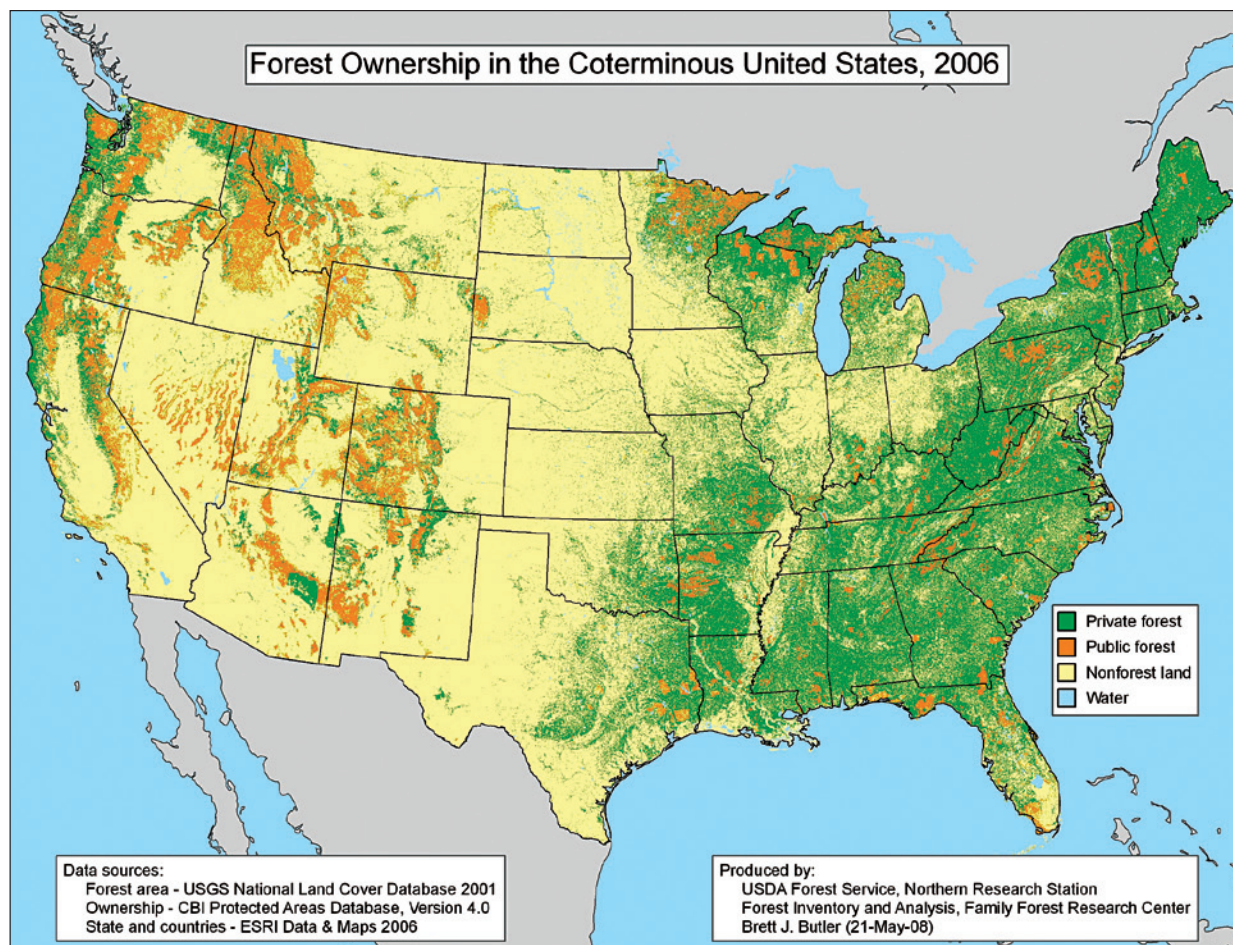 Forest Ownership in the Coterminous United States, 2006
Private forest
Public forest
Nonforest land
Water
Data sources:
Forest area - USGS National Land Cover Database 2001
Ownership - CBI Protected Areas Database, Version 4.0
State and countries - ESRI Data & Maps 2006
Produced by:
USDA Forest Service, Northern Research Station
Forest Inventory and Analysis, Family Forest Research Center
Brett J. Butler (21-May-08)